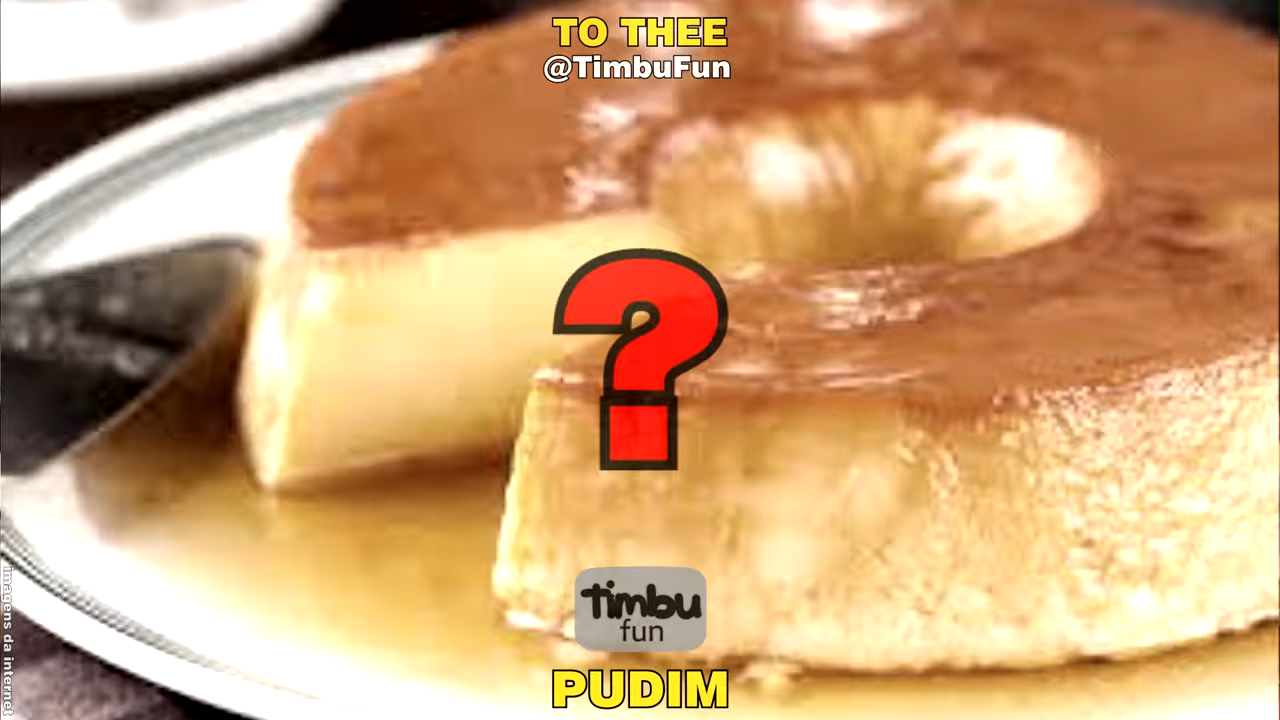 TO THEE
@TimbuFun
?
timbu
fun
PUDIM
imagens da internet